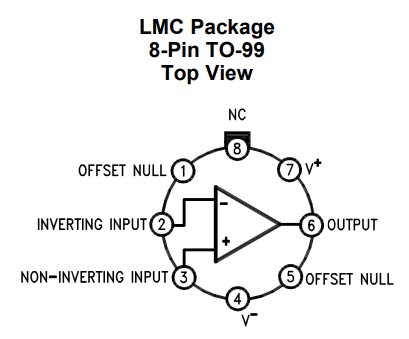 LMC Package
8-Pin TO-99
Top View
NC
8
OFFSET NULL 1
7 V+
INVERTING INPUT 2
-
6 OUTPUT
+
NON-INVERTING INPUT 3
5 OFFSET NULL
4
V-